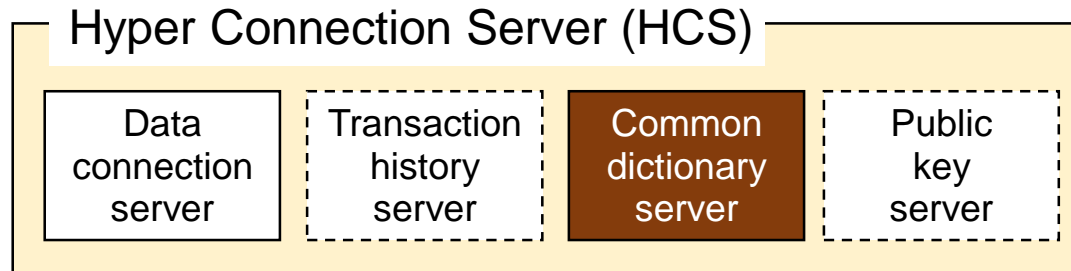 Hyper Connection Server (HCS)
Data
connection
server
Transaction
history
server
Common
dictionary
server
Public
key
server